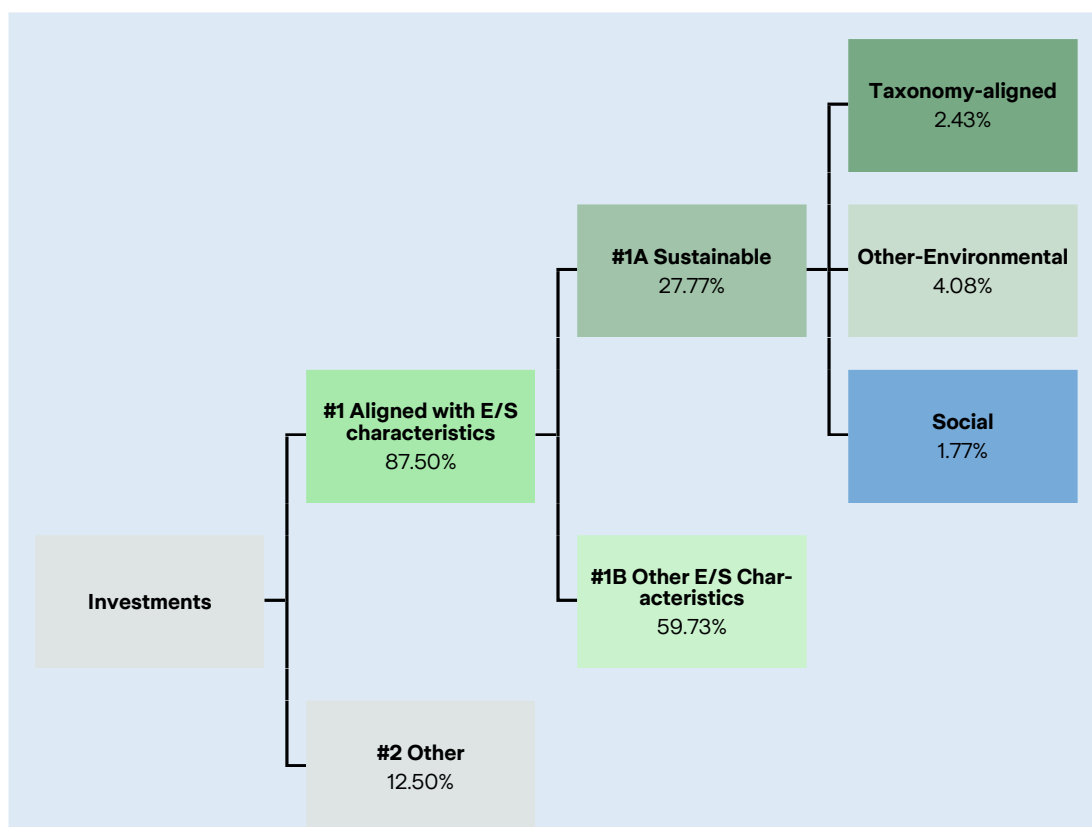 Taxonomy-aligned
2.43%
#1A Sustainable
27.77%
Other-Environmental
4.08%
#1 Aligned with E/S
characteristics
87.50%
Social
1.77%
Investments
#1B Other E/S Char-
acteristics
59.73%
#2 Other
12.50%